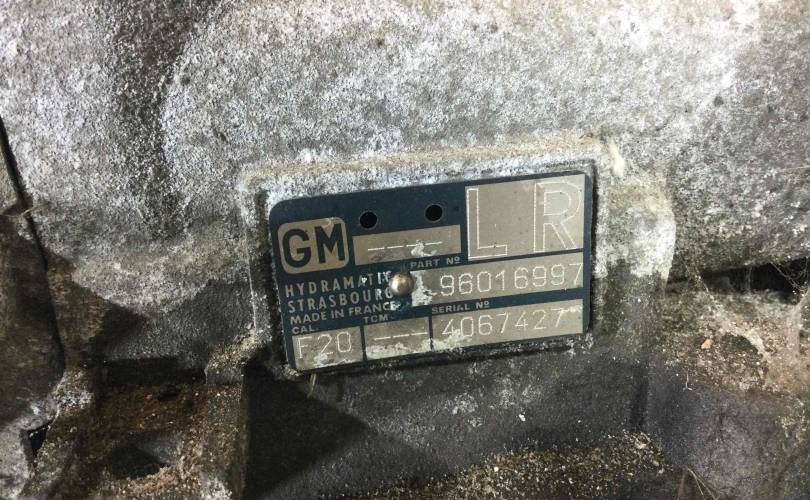 GM
--- LR
HYDRAMATIC
STRASBOURG
MADE IN FRANCE
PART Nº
96016997
CAL.
F20
TCM
---
SERIAL Nº
4067427